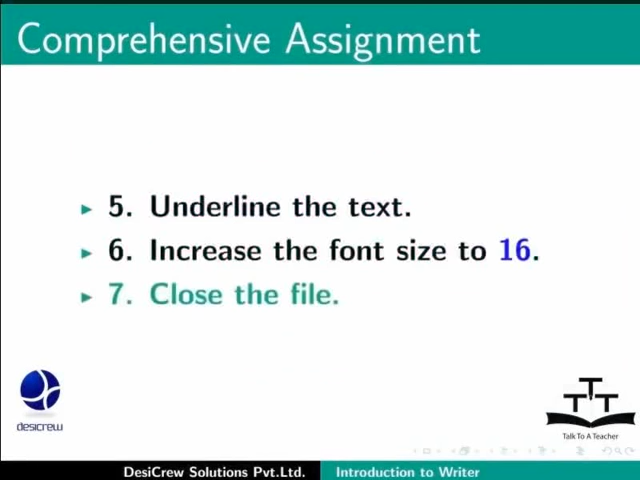 Comprehensive Assignment
5. Underline the text.
6. Increase the font size to 16.
7. Close the file.
desicrew
TTT
Talk To A Teacher
DesiCrew Solutions Pvt.Ltd. Introduction to Writer